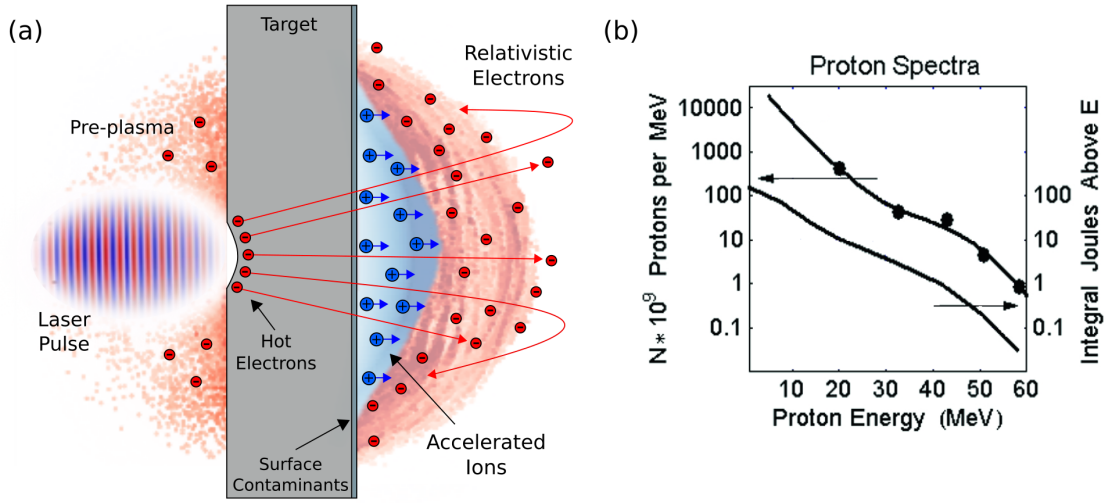 (a)
Target
Relativistic
Electrons
Pre-plasma
Laser
Pulse
Hot
Electrons
Surface
Contaminants
Accelerated
Ions
(b)
Proton Spectra
N* 10⁹ Protons per MeV
10000
1000
100
10
1
0.1
100
10
1
0.1
Integral Joules Above E
10 20 30 40 50 60
Proton Energy (MeV)